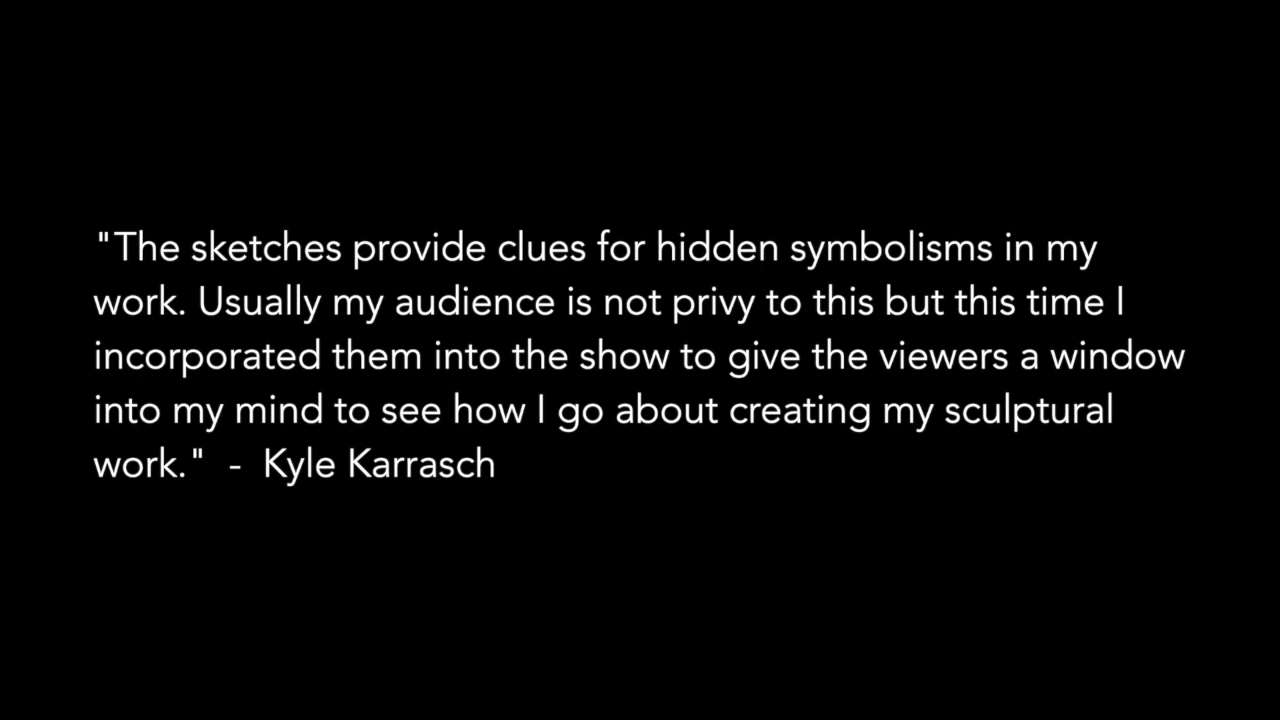 "The sketches provide clues for hidden symbolisms in my
work. Usually my audience is not privy to this but this time I
incorporated them into the show to give the viewers a window
into my mind to see how I go about creating my sculptural
work."  -  Kyle Karrasch